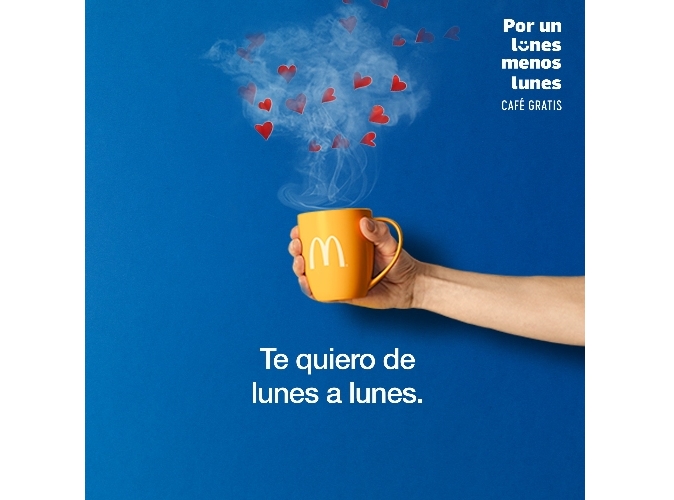 Por un
lunes
menos
lunes
CAFÉ GRATIS
M
Te quiero de
lunes a lunes.